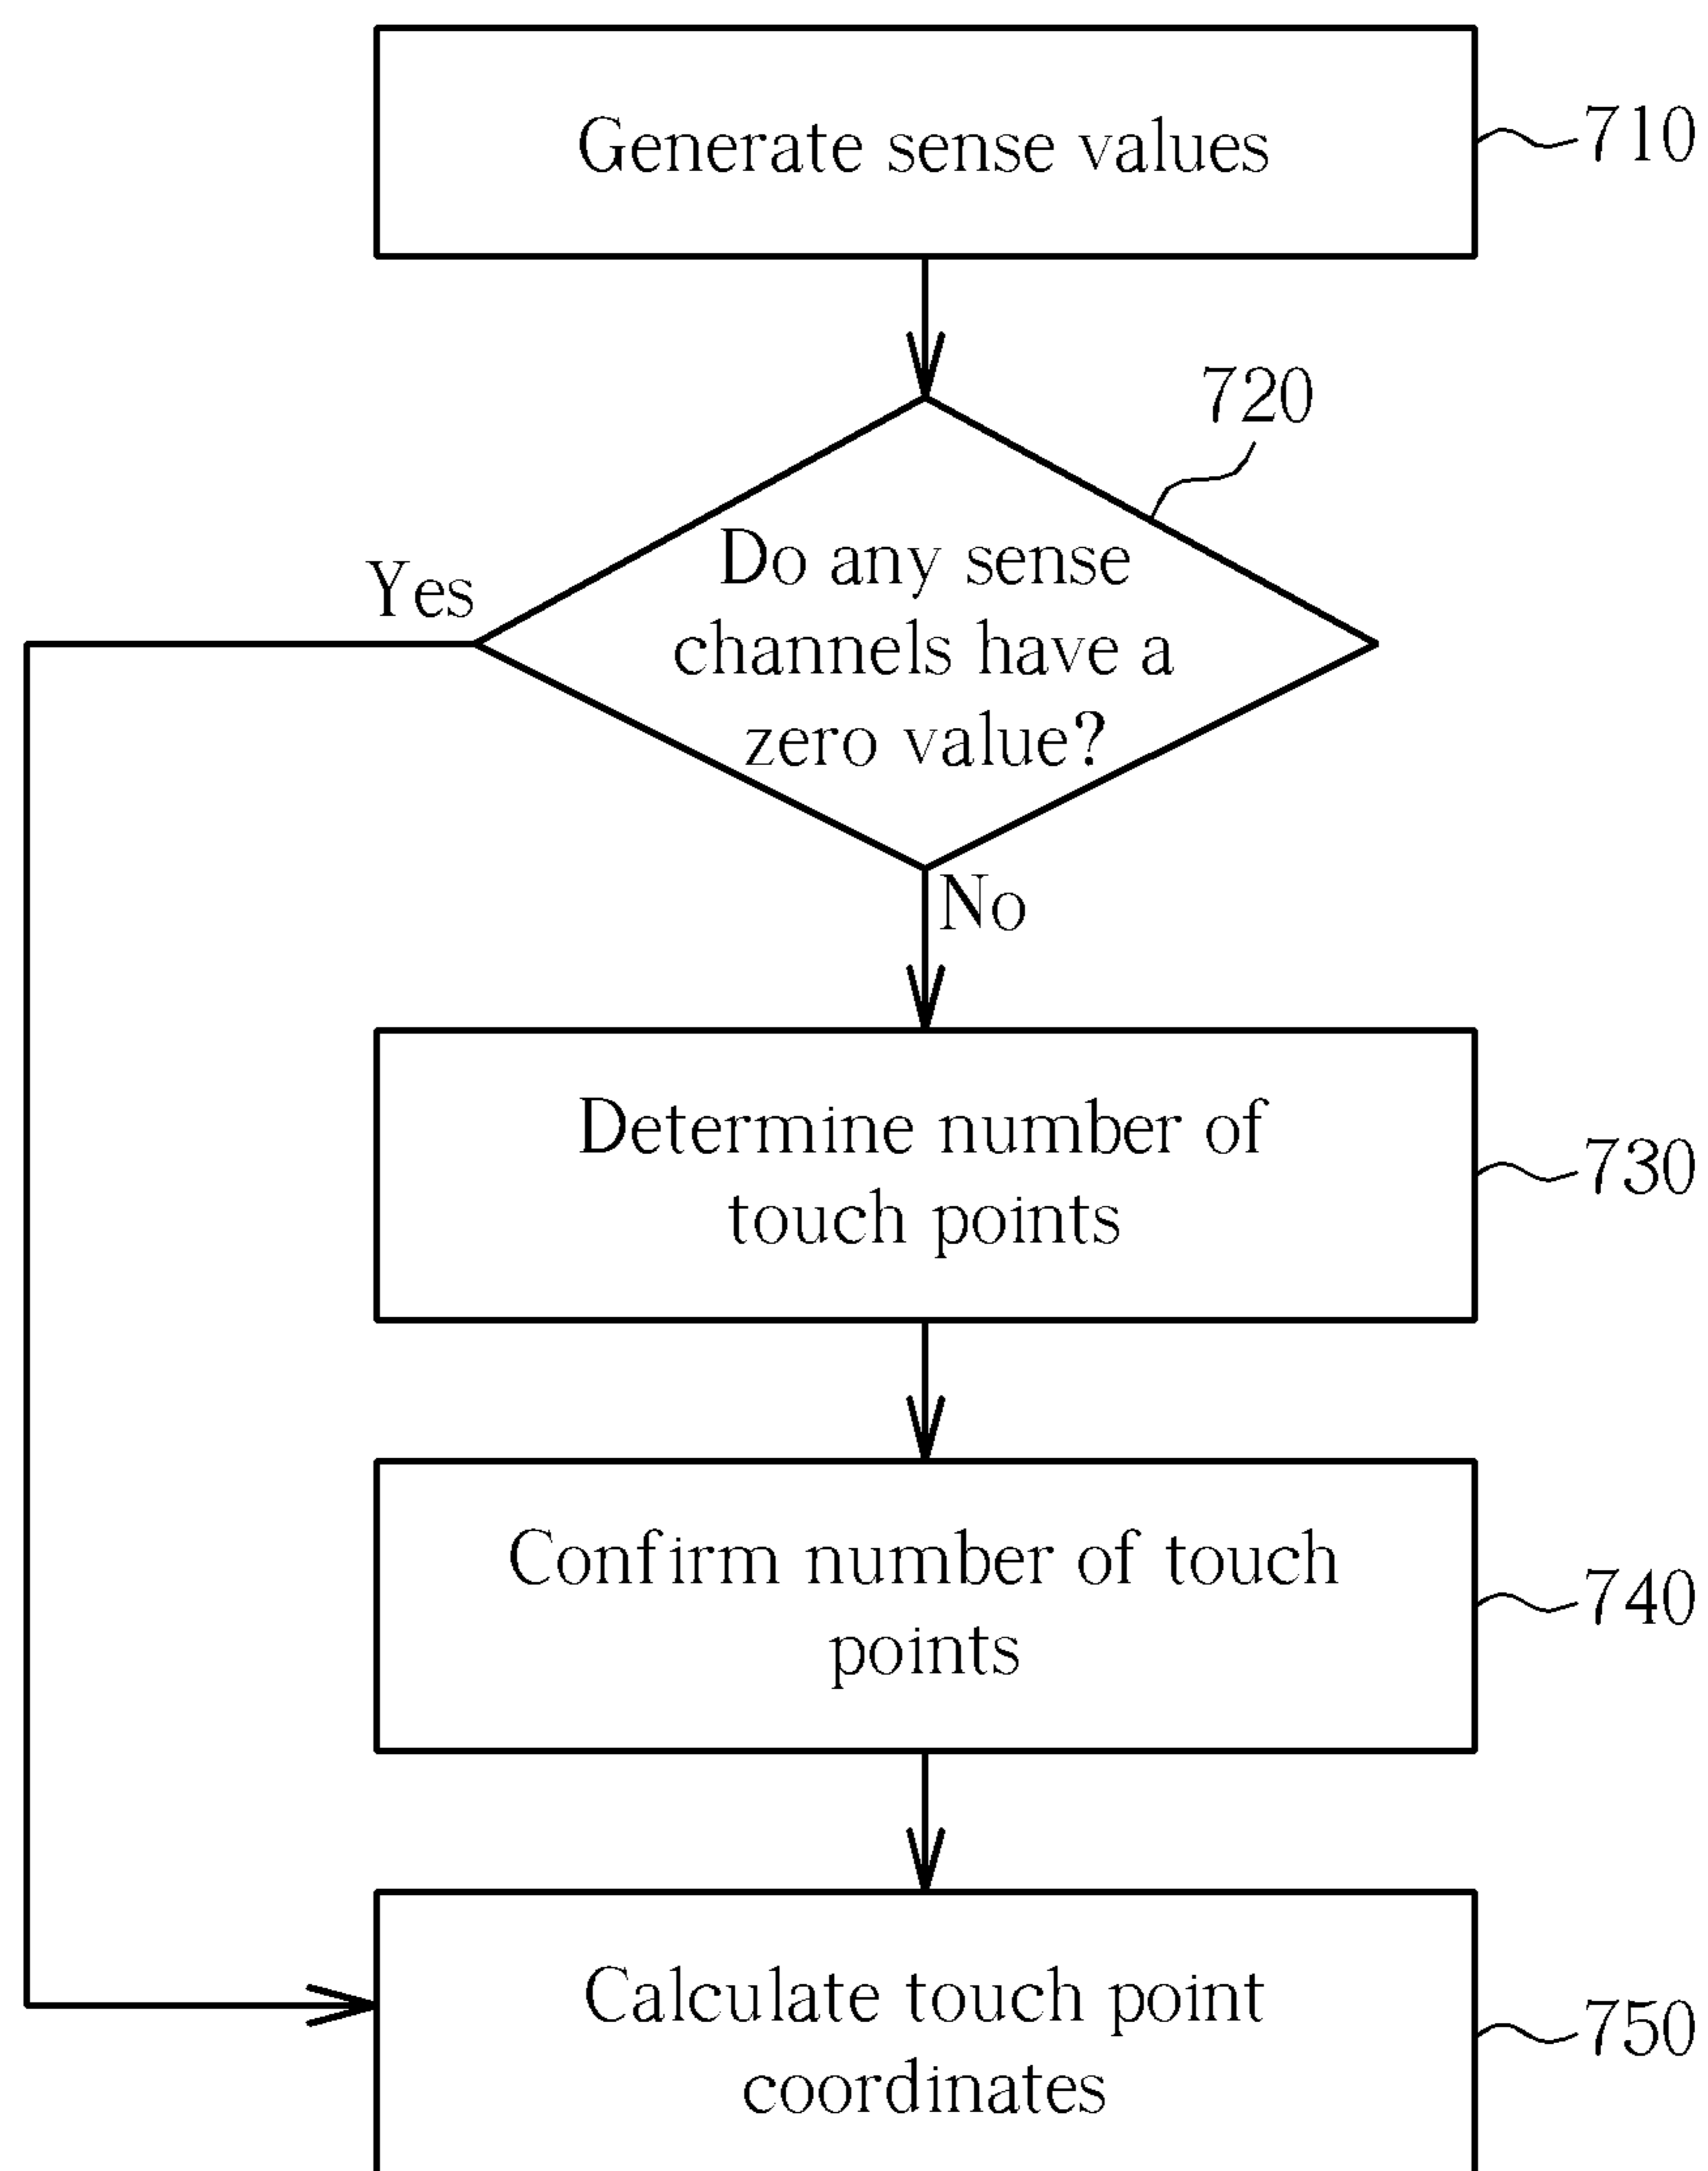 Generate sense values
710
720
Do any sense
channels have a
zero value?
Yes
No
Determine number of
touch points
730
Confirm number of touch
points
740
Calculate touch point
coordinates
750